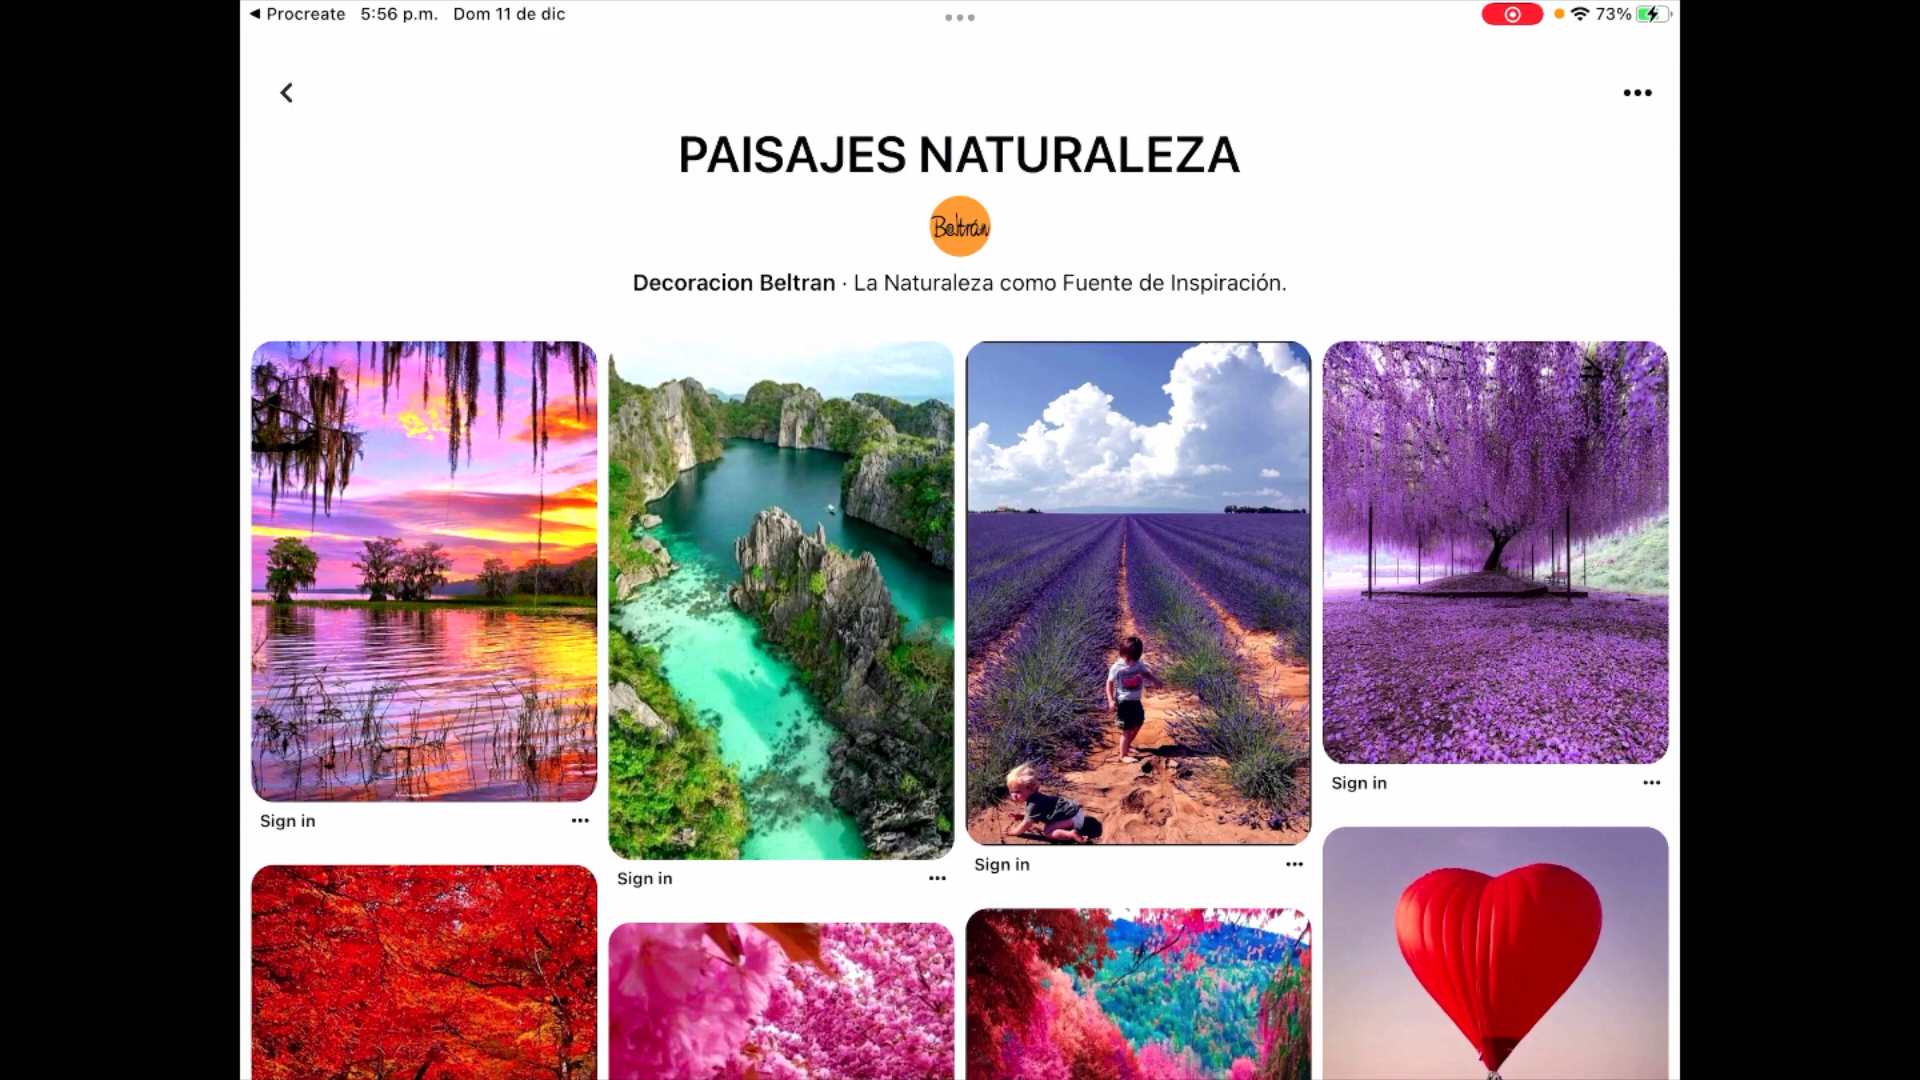 Procreate 5:56 p.m. Dom 11 de dic
73%
PAISAJES NATURALEZA
Beltrán
Decoracion Beltran · La Naturaleza como Fuente de Inspiración.
Sign in
Sign in
Sign in
Sign in